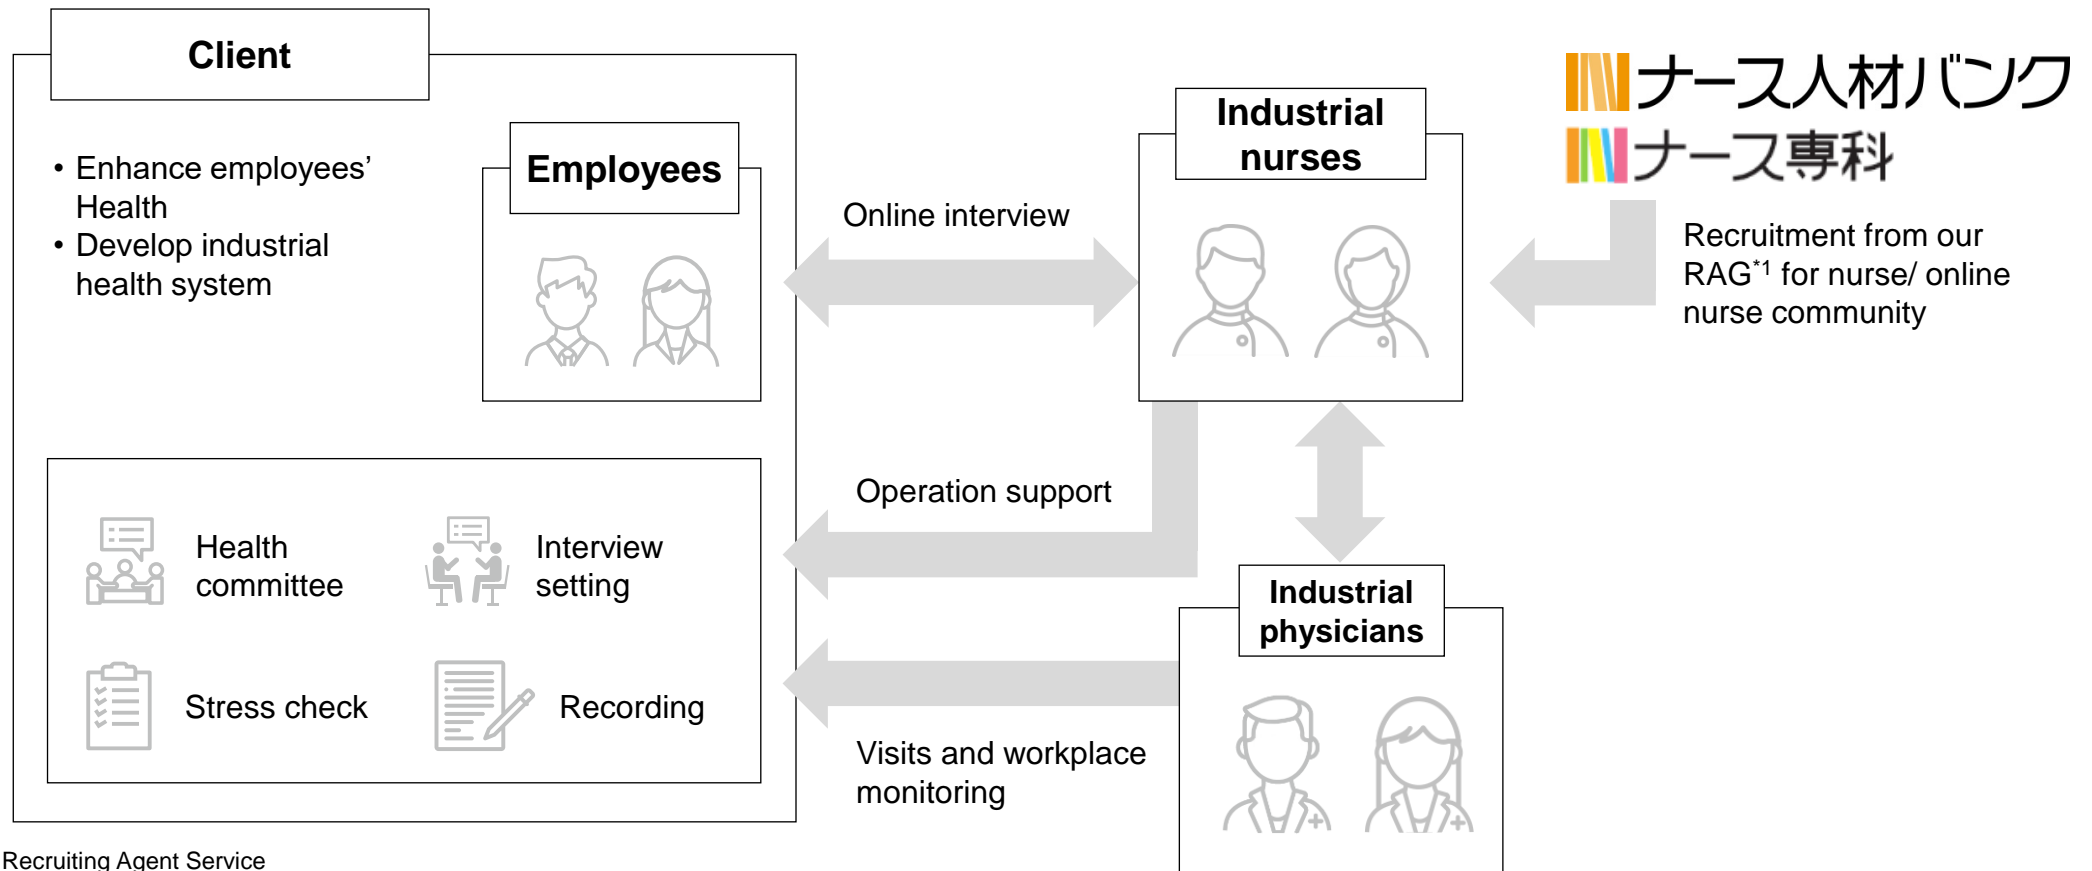 Client
• Enhance employees’
Health
• Develop industrial
health system
Employees
Health
committee
Interview
setting
Stress check
Recording
Online interview
Operation support
Visits and workplace
monitoring
Industrial
nurses
Industrial
physicians
ナース人材バンク
ナース専科
Recruitment from our
RAG*1 for nurse/ online
nurse community
Recruiting Agent Service